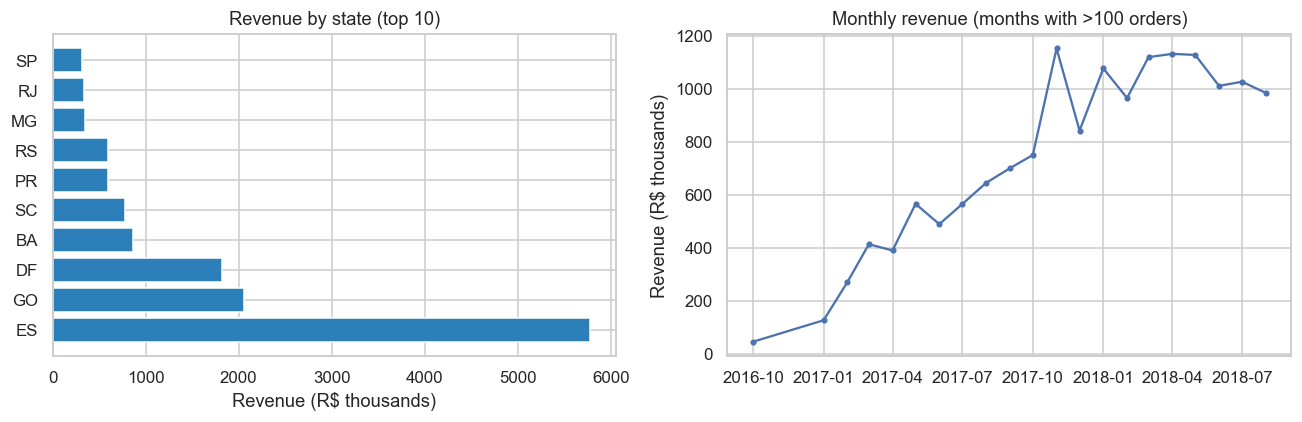 Revenue by state (top 10)
SP
RJ
MG
RS
PR
SC
BA
DF
GO
ES
0 1000 2000 3000 4000 5000 6000
Revenue (R$ thousands)
Monthly revenue (months with >100 orders)
Revenue (R$ thousands)
1200
1000
800
600
400
200
0
2016-10 2017-01 2017-04 2017-07 2017-10 2018-01 2018-04 2018-07